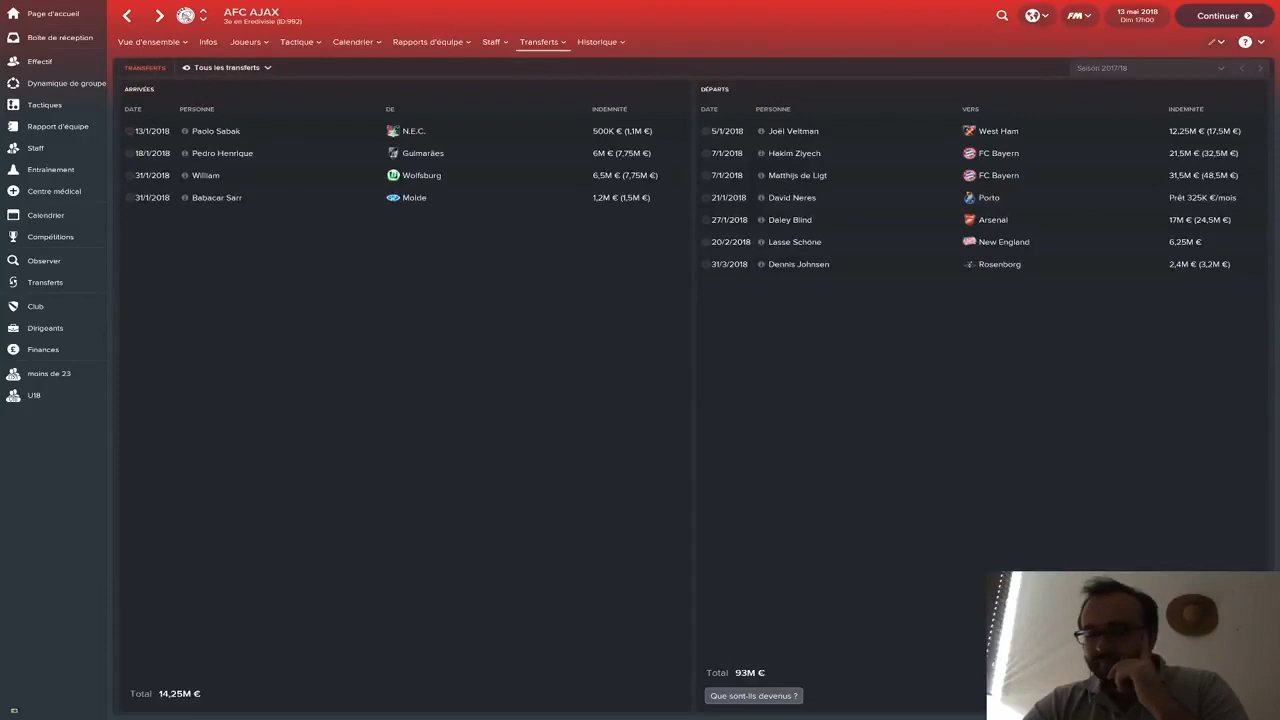 Page d'accueil
Boîte de réception
Effectif
Dynamique de groupe
Tactiques
Rapport d'équipe
Staff
Entraînement
Centre médical
Calendrier
Compétitions
Observer
Transferts
Club
Dirigeants
Finances
moins de 23
U18
AFC AJAX
3e en Eredivisie (ID:992)
FM
13 mai 2018
Dim 17h00
Continuer
Vue d'ensemble Infos Joueurs Tactique Calendrier Rapports d'équipe Staff Transferts Historique
?
TRANSFERTS Tous les transferts Saison 2017/18
ARRIVÉES
DATE PERSONNE DE INDEMNITÉ
13/1/2018 Paolo Sabak N.E.C. 500K € (1,1M €)
18/1/2018 Pedro Henrique Guimarães 6M € (7,75M €)
31/1/2018 William Wolfsburg 6,5M € (7,75M €)
31/1/2018 Babacar Sarr Molde 1,2M € (1,5M €)
Total 14,25M €
DÉPARTS
DATE PERSONNE VERS INDEMNITÉ
5/1/2018 Joël Veltman West Ham 12,25M € (17,5M €)
7/1/2018 Hakim Ziyech FC Bayern 21,5M € (32,5M €)
7/1/2018 Matthijs de Ligt FC Bayern 31,5M € (48,5M €)
21/1/2018 David Neres Porto Prêt 325K €/mois
27/1/2018 Daley Blind Arsenal 17M € (24,5M €)
20/2/2018 Lasse Schöne New England 6,25M €
31/3/2018 Dennis Johnsen Rosenborg 2,4M € (3,2M €)
Total 93M €
Que sont-ils devenus ?